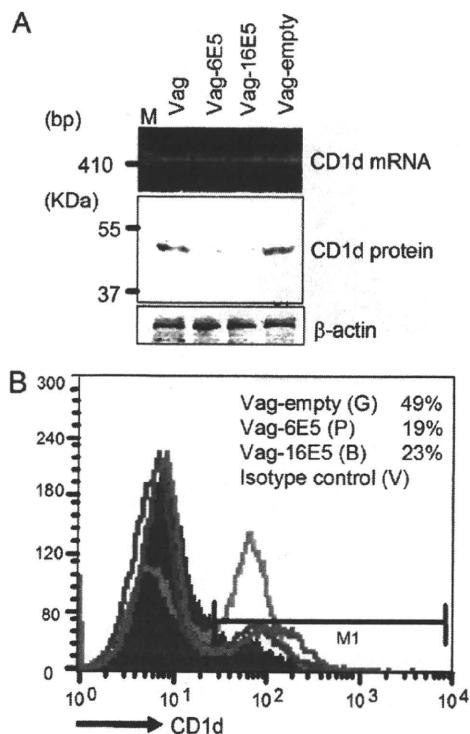 A
Vag
Vag-6E5
Vag-16E5
Vag-empty
(bp) M
410 CD1d mRNA
(KDa)
55
CD1d protein
37
β-actin
B
300
240
180
120
80
0
Vag-empty (G) 49%
Vag-6E5 (P) 19%
Vag-16E5 (B) 23%
Isotype control (V)
M1
10⁰ 10¹ 10² 10³ 10⁴
CD1d